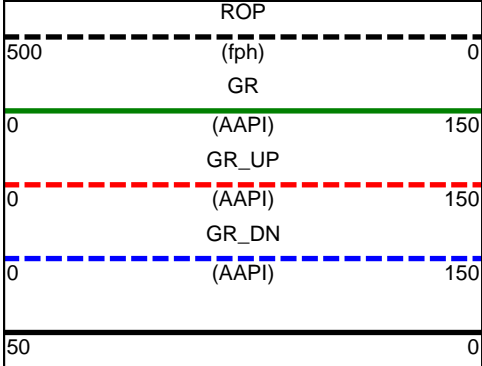 ROP
500 (fph) 0
GR
0 (AAPI) 150
GR_UP
0 (AAPI) 150
GR_DN
0 (AAPI) 150
50 0